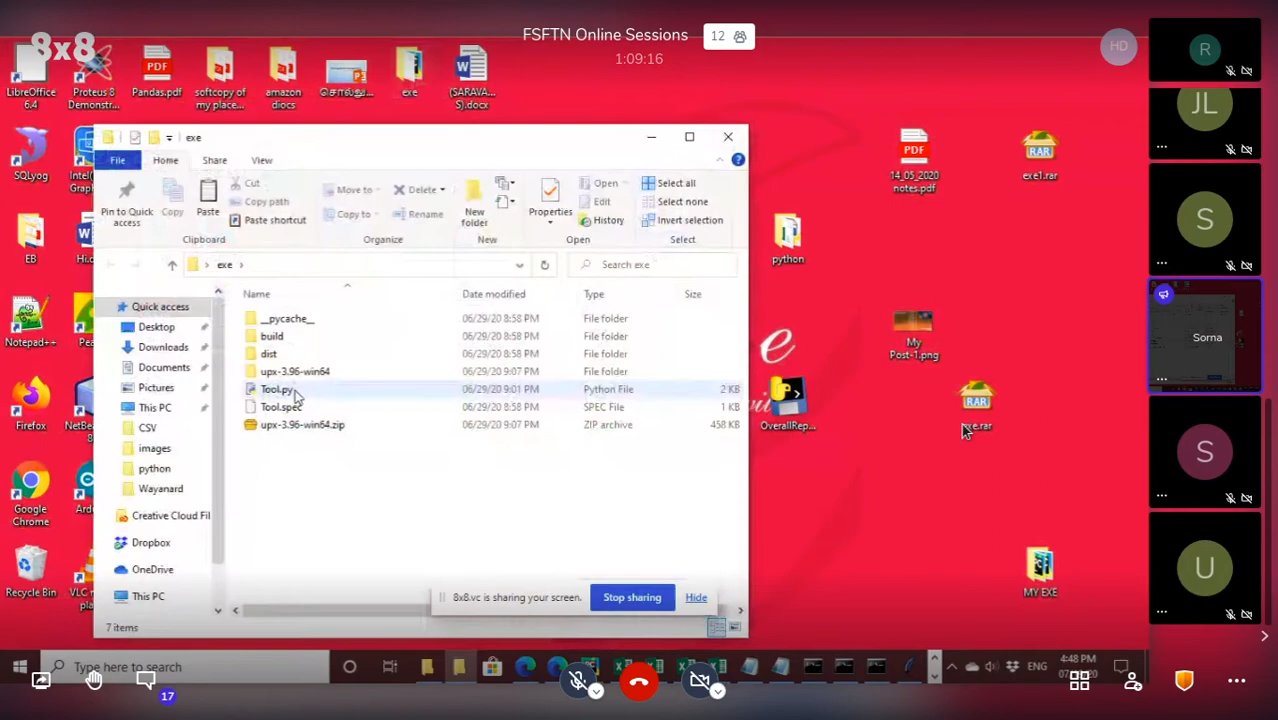 8x8
FSFTN Online Sessions
12
1:09:16
HD
R
JL
S
Sorna
S
U
LibreOffice 6.4
Proteus 8 Demonstr...
Pandas.pdf
softcopy of my place...
amazon docs
exe
(SARAVA... S).docx
SQLyog
EB
Hi.d
Notepad++
Firefox
Google Chrome
Recycle Bin
14_05_2020 notes.pdf
exe1.rar
python
My Post-1.png
OverallRep...
exe.rar
MY EXE
exe
File
Home
Share
View
Pin to Quick access
Copy
Paste
Cut
Copy path
Paste shortcut
Clipboard
Move to
Copy to
Delete
Rename
Organize
New folder
New
Properties
Open
Edit
History
Open
Select all
Select none
Invert selection
Select
exe
Search exe
Name
Date modified
Type
Size
__pycache__ 06/29/20 8:58 PM File folder
build 06/29/20 8:58 PM File folder
dist 06/29/20 8:58 PM File folder
upx-3.96-win64 06/29/20 8:58 PM File folder
Tool.py 06/29/20 9:01 PM Python File 2 KB
Tool.spec 06/29/20 8:58 PM SPEC File 1 KB
upx-3.96-win64.zip 06/29/20 9:07 PM ZIP archive 458 KB
Quick access
Desktop
Downloads
Documents
Pictures
This PC
CSV
images
python
Wayanard
Creative Cloud Fil
Dropbox
OneDrive
This PC
8x8.vc is sharing your screen.
Stop sharing
Hide
7 items
Type here to search
ENG
4:48 PM
17